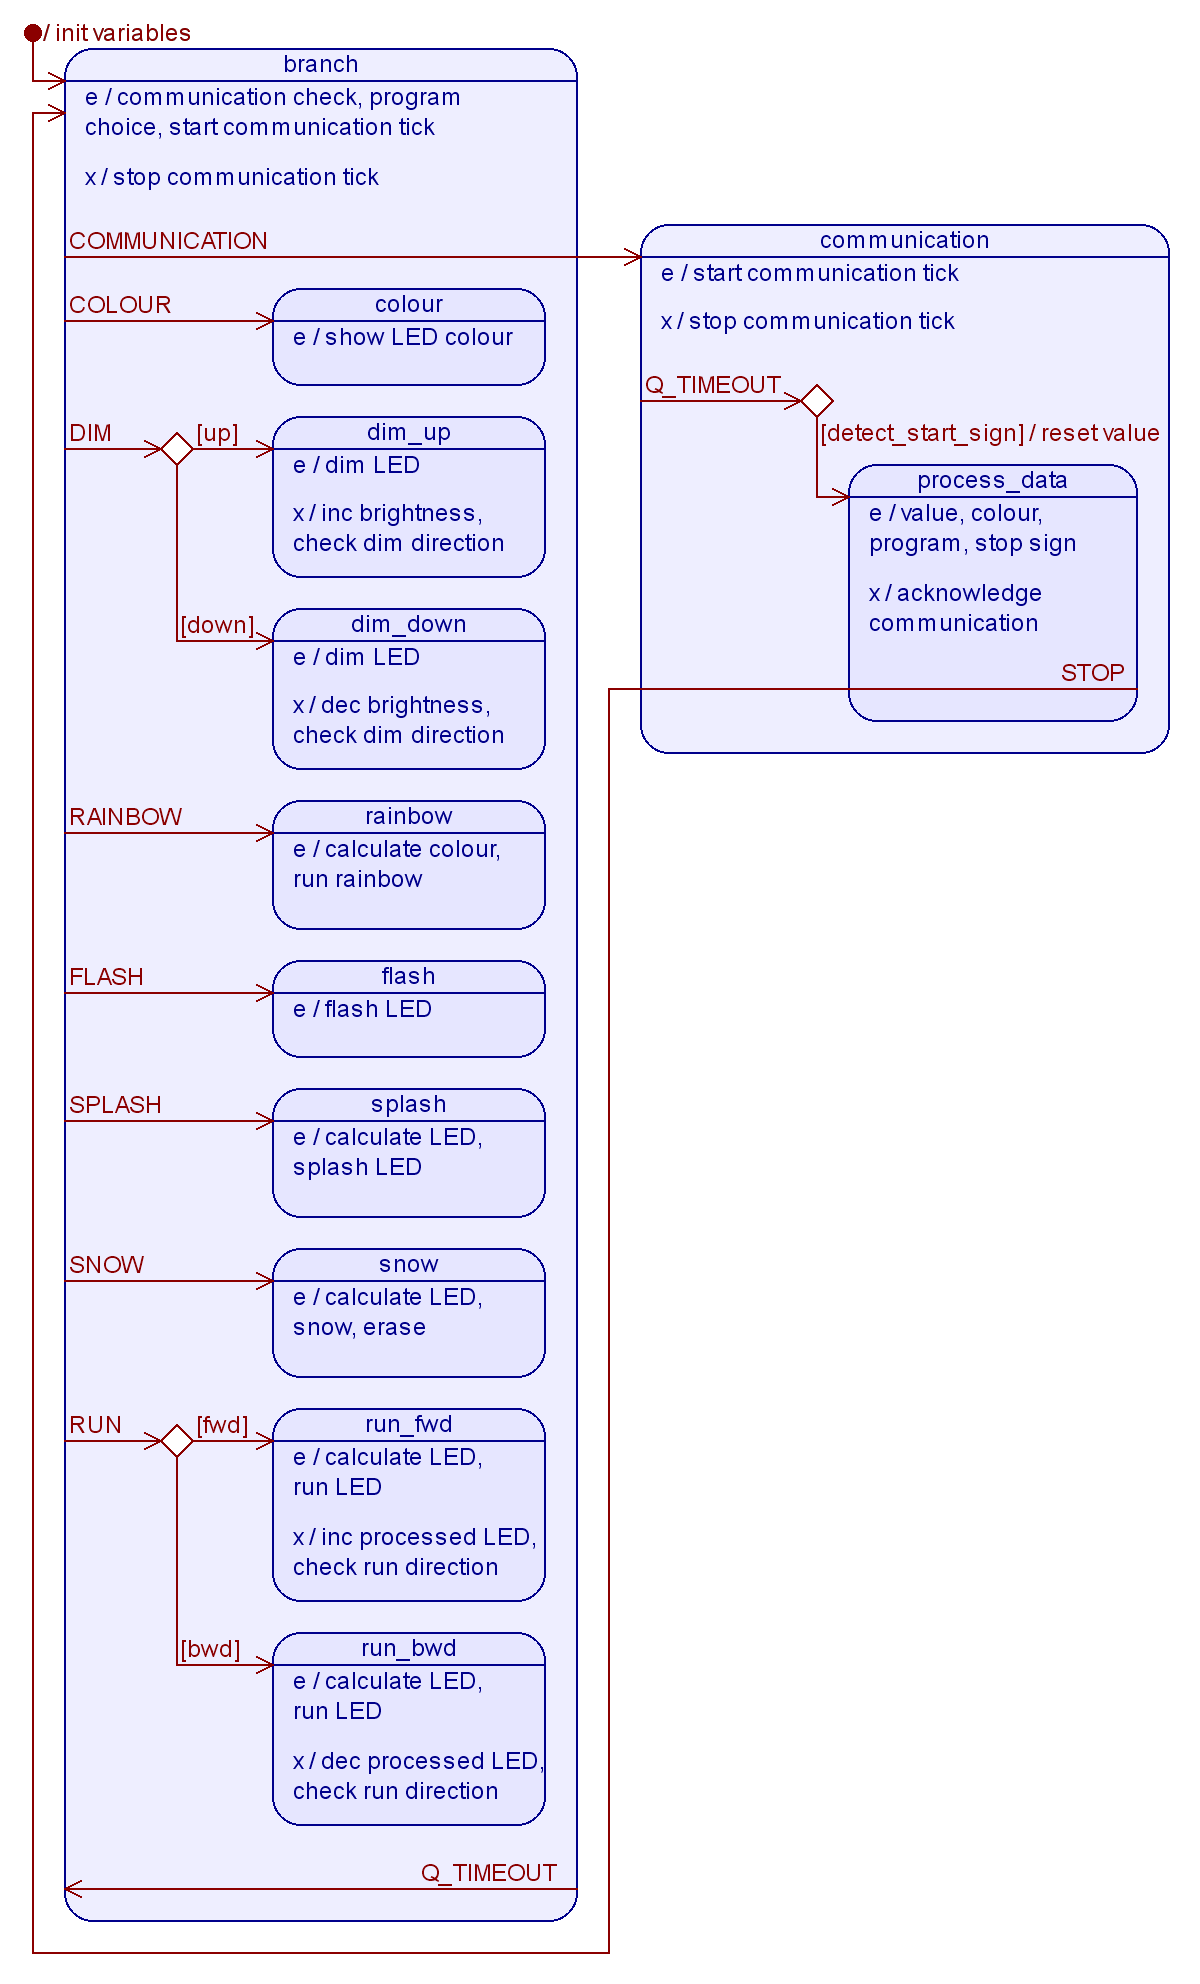 / init variables
branch
e / communication check, program
choice, start communication tick
x / stop communication tick
COMMUNICATION
communication
e / start communication tick
x / stop communication tick
COLOUR
colour
e / show LED colour
Q_TIMEOUT
[detect_start_sign] / reset value
process_data
e / value, colour,
program, stop sign
x / acknowledge
communication
STOP
DIM
[up]
dim_up
e / dim LED
x / inc brightness,
check dim direction
[down]
dim_down
e / dim LED
x / dec brightness,
check dim direction
RAINBOW
rainbow
e / calculate colour,
run rainbow
FLASH
flash
e / flash LED
SPLASH
splash
e / calculate LED,
splash LED
SNOW
snow
e / calculate LED,
snow, erase
RUN
[fwd]
run_fwd
e / calculate LED,
run LED
x / inc processed LED,
check run direction
[bwd]
run_bwd
e / calculate LED,
run LED
x / dec processed LED,
check run direction
Q_TIMEOUT